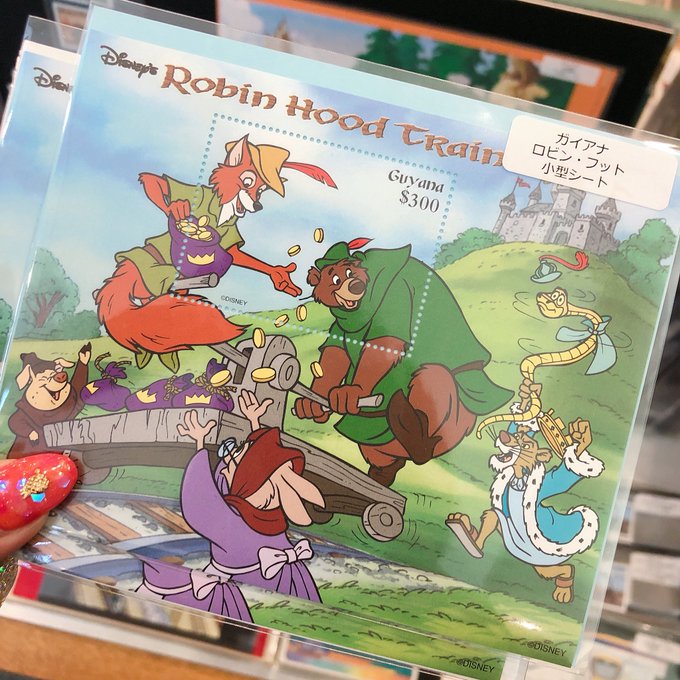 Disney's
Robin Hood Train
ガイアナ
ロビン・フット
小型シート
Guyana
$300
©DISNEY
©DISNEY
©DISNEY